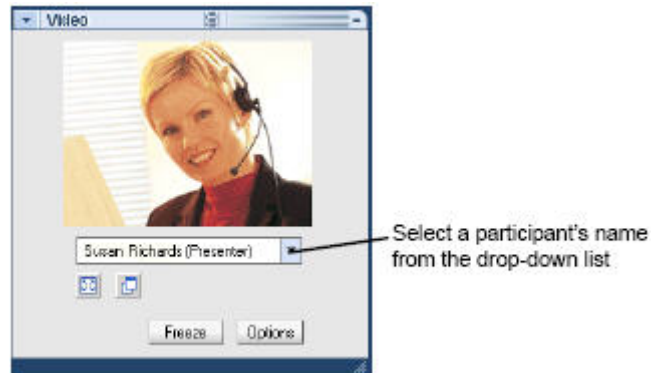 Video
Susan Richards (Presenter)
Select a participant's name
from the drop-down list
Freeze
Options